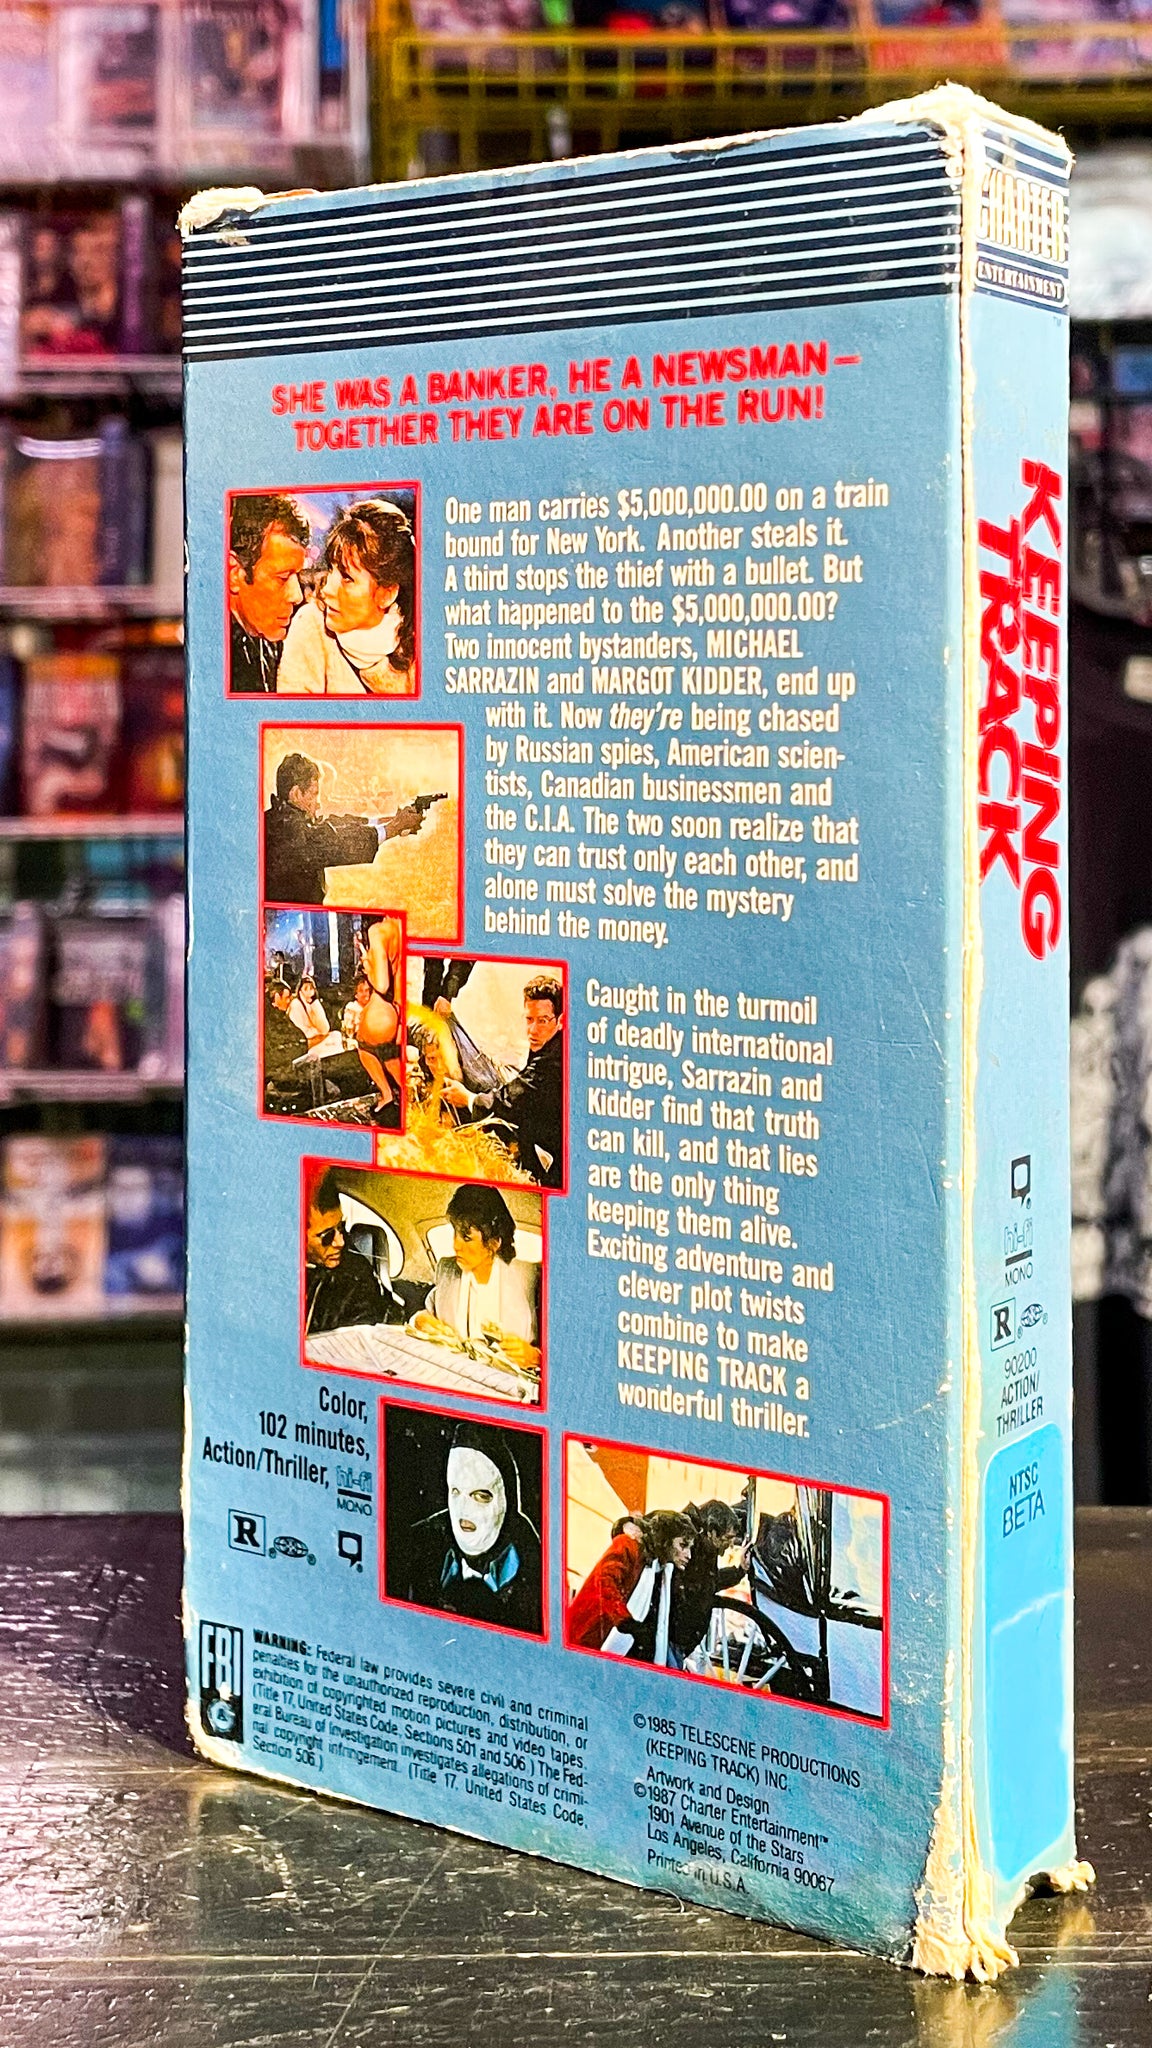 SHE WAS A BANKER, HE A NEWSMAN—
TOGETHER THEY ARE ON THE RUN!
One man carries $5,000,000.00 on a train
bound for New York. Another steals it.
A third stops the thief with a bullet. But
what happened to the $5,000,000.00?
Two innocent bystanders, MICHAEL
SARRAZIN and MARGOT KIDDER, end up
with it. Now they're being chased
by Russian spies, American scien-
tists, Canadian businessmen and
the C.I.A. The two soon realize that
they can trust only each other, and
alone must solve the mystery
behind the money.
Caught in the turmoil
of deadly international
intrigue, Sarrazin and
Kidder find that truth
can kill, and that lies
are the only thing
keeping them alive.
Exciting adventure and
clever plot twists
combine to make
KEEPING TRACK a
wonderful thriller.
Color,
102 minutes,
Action/Thriller, hi-fi
MONO
R
FBI
WARNING: Federal law provides severe civil and criminal
penalties for the unauthorized reproduction, distribution, or
exhibition of copyrighted motion pictures and video tapes.
(Title 17, United States Code, Sections 501 and 506.) The Fed-
eral Bureau of Investigation investigates allegations of crimi-
nal copyright infringement. (Title 17, United States Code,
Section 506.)
©1985 TELESCENE PRODUCTIONS
(KEEPING TRACK) INC.
Artwork and Design
©1987 Charter Entertainment™
1901 Avenue of the Stars
Los Angeles, California 90067
Printed in U.S.A.
CHARTER
ENTERTAINMENT
TM
KEEPING
TRACK
hi-fi
MONO
R
90200
ACTION/
THRILLER
NTSC
BETA